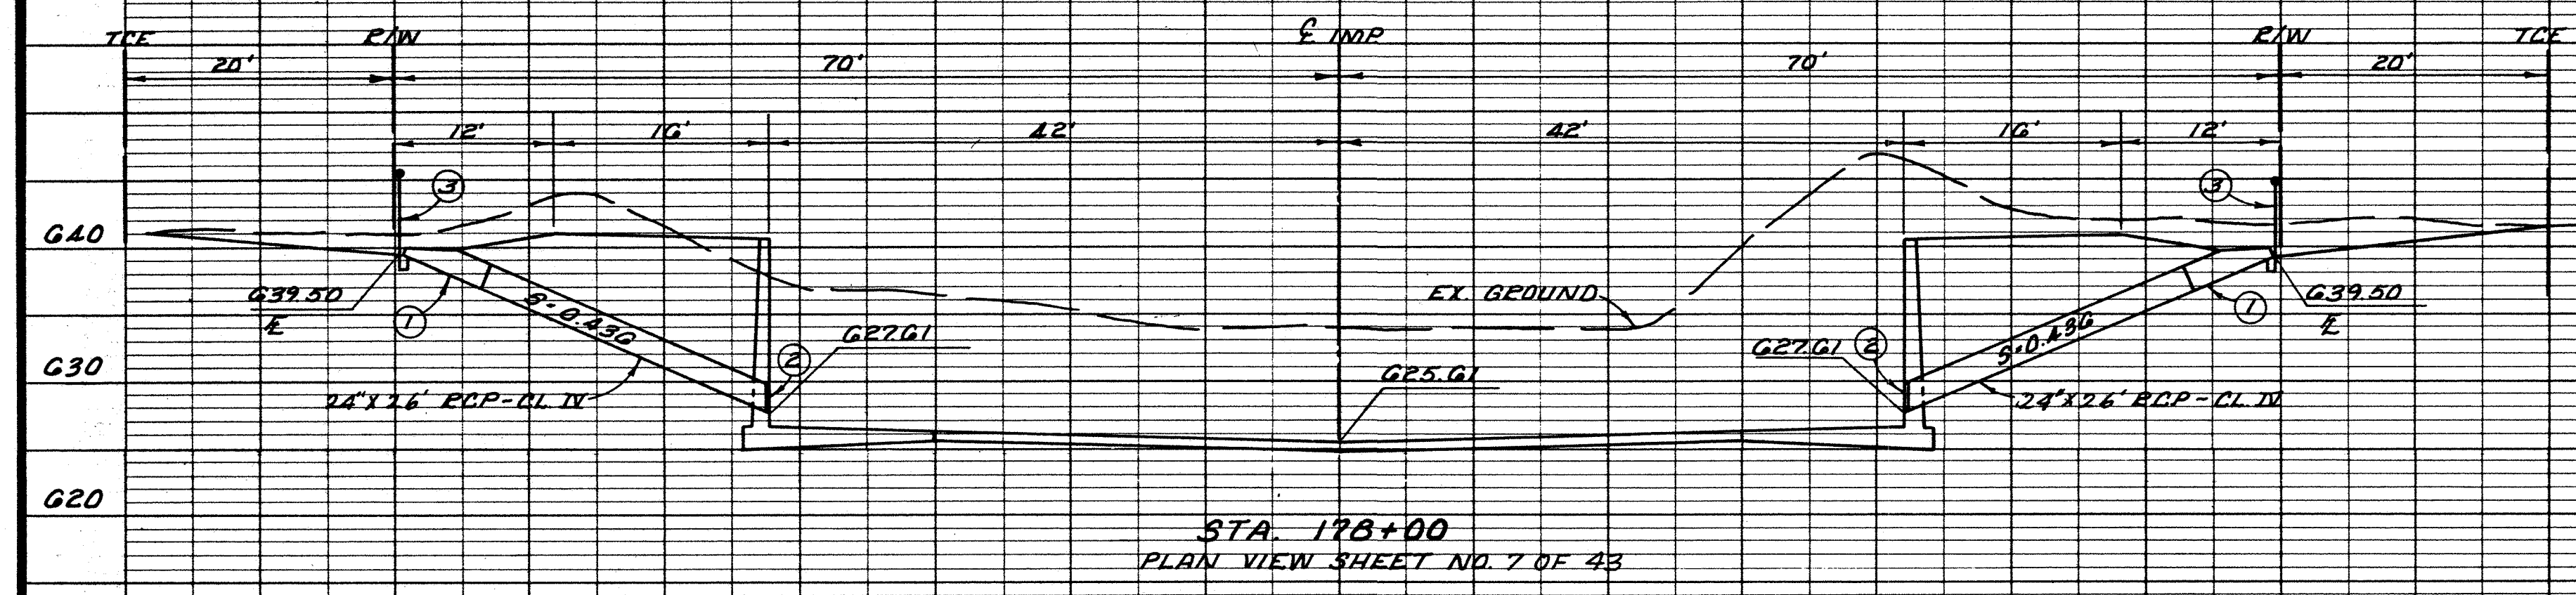 TCE R/W ℄ IMP R/W TCE
20' 70' 70' 20'
12' 16' 42' 42' 16' 12'
3 3
640
639.50
℄
1
S=0.436
627.61
2
EX. GROUND
625.61
627.61
2
S=0.436
1
639.50
℄
630
24"X26' RCP-CL. IV
24"X26' RCP-CL. IV
620
STA. 178+00
PLAN VIEW SHEET NO. 7 OF 43